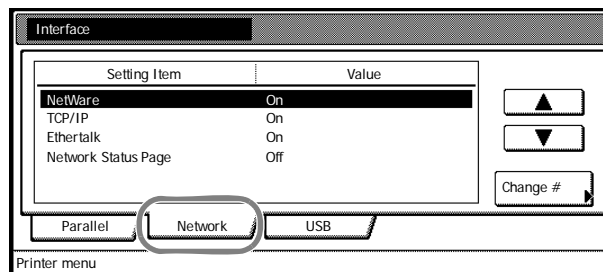 Interface
Setting Item Value
NetWare On
TCP/IP On
Ethertalk On
Network Status Page Off
Change #
Parallel Network USB
Printer menu